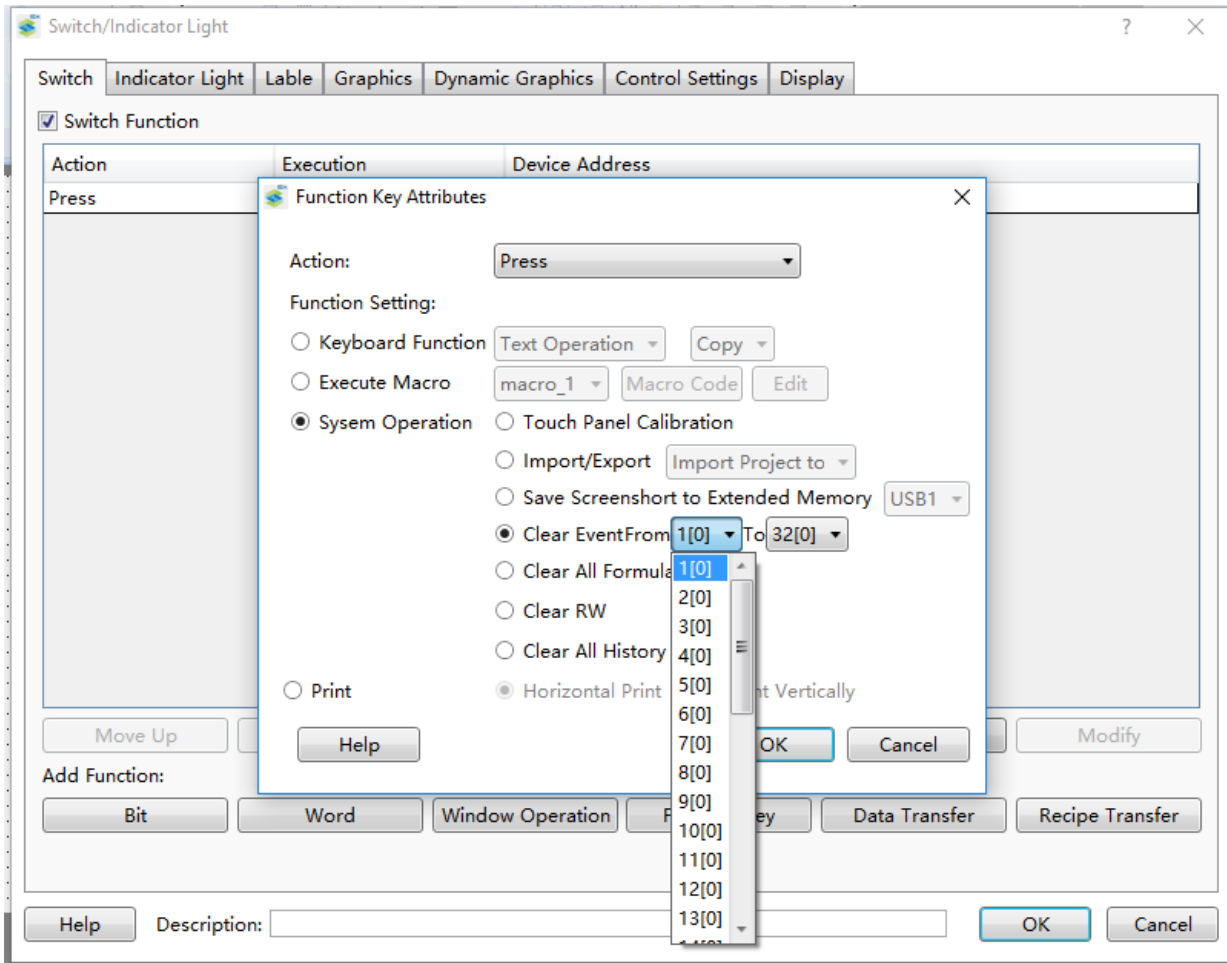 Switch/Indicator Light ?
Switch Indicator Light Lable Graphics Dynamic Graphics Control Settings Display
Switch Function
Action Execution Device Address
Press
Function Key Attributes
Action: Press
Function Setting:
Keyboard Function Text Operation Copy
Execute Macro macro_1 Macro Code Edit
Sysem Operation Touch Panel Calibration
Import/Export Import Project to
Save Screenshort to Extended Memory USB1
Clear EventFrom 1[0] To 32[0]
1[0]
2[0]
3[0]
4[0]
5[0]
6[0]
7[0]
8[0]
9[0]
10[0]
11[0]
12[0]
13[0]
Clear All Formula
Clear RW
Clear All History
Print Horizontal Print Vertically
Help OK Cancel
Move Up Modify
Add Function:
Bit Word Window Operation Data Transfer Recipe Transfer
Help Description: OK Cancel